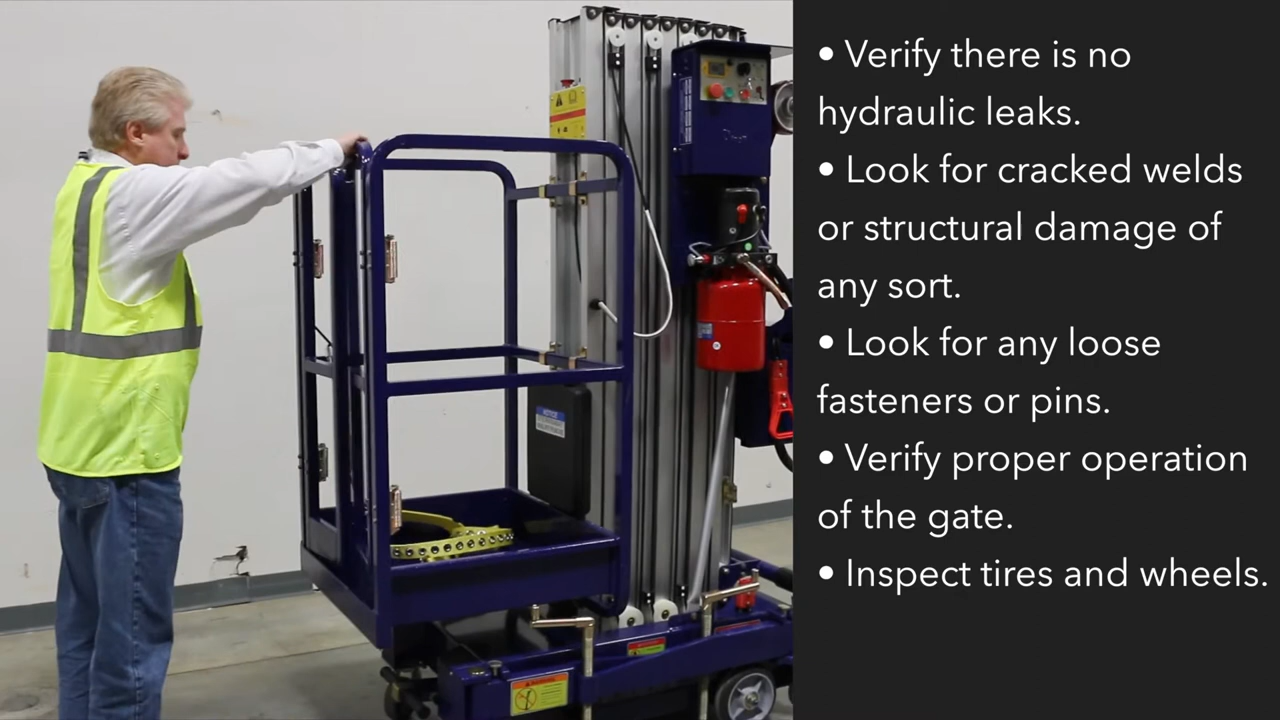 • Verify there is no
hydraulic leaks.
• Look for cracked welds
or structural damage of
any sort.
• Look for any loose
fasteners or pins.
• Verify proper operation
of the gate.
• Inspect tires and wheels.
NOTICE